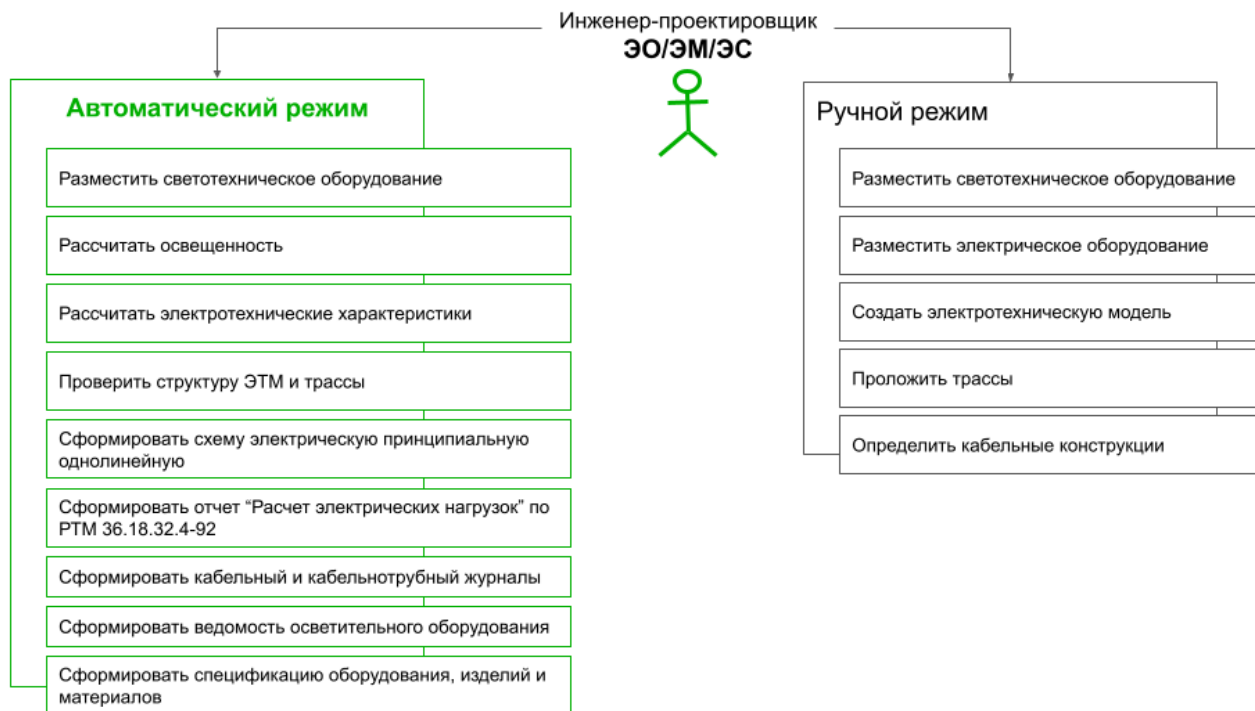 Инженер-проектировщик
ЭО/ЭМ/ЭС
Автоматический режим
Разместить светотехническое оборудование
Рассчитать освещенность
Рассчитать электротехнические характеристики
Проверить структуру ЭТМ и трассы
Сформировать схему электрическую принципиальную
однолинейную
Сформировать отчет “Расчет электрических нагрузок” по
РТМ 36.18.32.4-92
Сформировать кабельный и кабельнотрубный журналы
Сформировать ведомость осветительного оборудования
Сформировать спецификацию оборудования, изделий и
материалов
Ручной режим
Разместить светотехническое оборудование
Разместить электрическое оборудование
Создать электротехническую модель
Проложить трассы
Определить кабельные конструкции